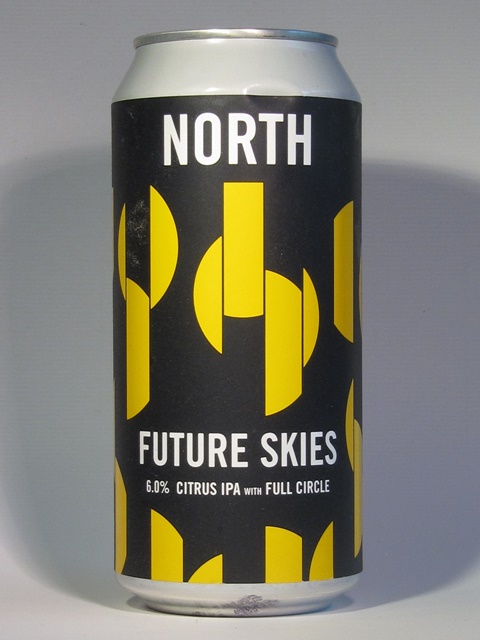 NORTH
FUTURE SKIES
6.0% CITRUS IPA WITH FULL CIRCLE